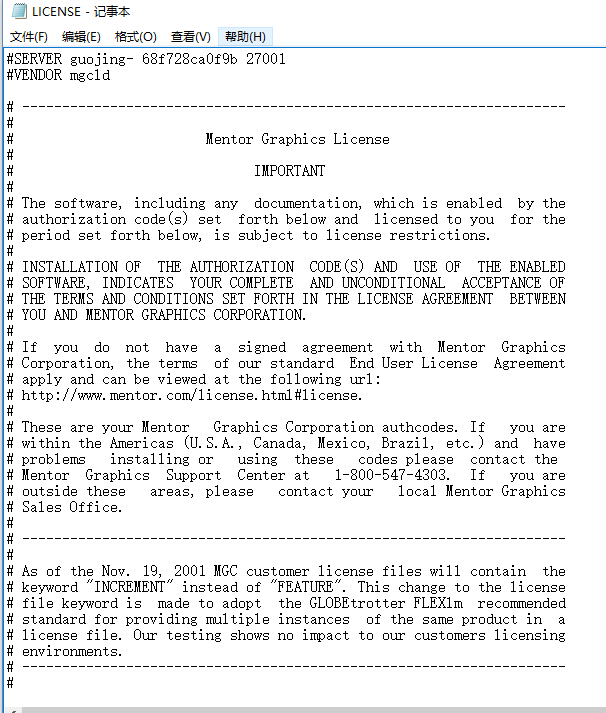 LICENSE - 记事本
文件(F) 编辑(E) 格式(O) 查看(V) 帮助(H)
#SERVER guojing- 68f728ca0f9b 27001
#VENDOR mgcld
# --------------------------------------------------------------------
#
# Mentor Graphics License
#
# IMPORTANT
#
# The software, including any documentation, which is enabled by the
# authorization code(s) set forth below and licensed to you for the
# period set forth below, is subject to license restrictions.
#
# INSTALLATION OF THE AUTHORIZATION CODE(S) AND USE OF THE ENABLED
# SOFTWARE, INDICATES YOUR COMPLETE AND UNCONDITIONAL ACCEPTANCE OF
# THE TERMS AND CONDITIONS SET FORTH IN THE LICENSE AGREEMENT BETWEEN
# YOU AND MENTOR GRAPHICS CORPORATION.
#
# If you do not have a signed agreement with Mentor Graphics
# Corporation, the terms of our standard End User License Agreement
# apply and can be viewed at the following url:
# http://www.mentor.com/license.html#license.
#
# These are your Mentor Graphics Corporation authcodes. If you are
# within the Americas (U.S.A., Canada, Mexico, Brazil, etc.) and have
# problems installing or using these codes please contact the
# Mentor Graphics Support Center at 1-800-547-4303. If you are
# outside these areas, please contact your local Mentor Graphics
# Sales Office.
#
# --------------------------------------------------------------------
#
# As of the Nov. 19, 2001 MGC customer license files will contain the
# keyword "INCREMENT" instead of "FEATURE". This change to the license
# file keyword is made to adopt the GLOBEtrotter FLEXlm recommended
# standard for providing multiple instances of the same product in a
# license file. Our testing shows no impact to our customers licensing
# environments.
# --------------------------------------------------------------------
#